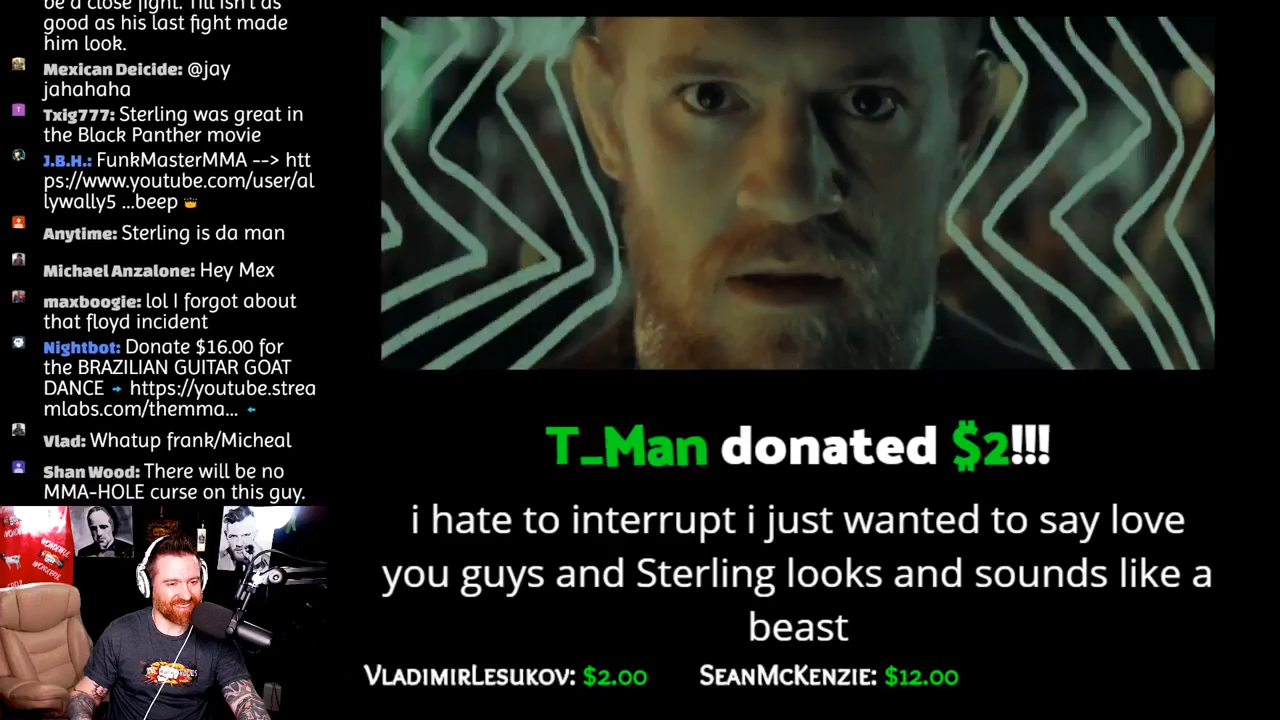 be a close fight. Till isn't as
good as his last fight made
him look.
Mexican Deicide: @jay
jahahaha
Txig777: Sterling was great in
the Black Panther movie
J.B.H.: FunkMasterMMA --> htt
ps://www.youtube.com/user/al
lywally5 ...beep 👑
Anytime: Sterling is da man
Michael Anzalone: Hey Mex
maxboogie: lol I forgot about
that floyd incident
Nightbot: Donate $16.00 for
the BRAZILIAN GUITAR GOAT
DANCE → https://youtube.strea
mlabs.com/themma... ←
Vlad: Whatup frank/Micheal
Shan Wood: There will be no
MMA-HOLE curse on this guy.
T_Man donated $2!!!
i hate to interrupt i just wanted to say love
you guys and Sterling looks and sounds like a
beast
VladimirLesukov: $2.00 SeanMcKenzie: $12.00